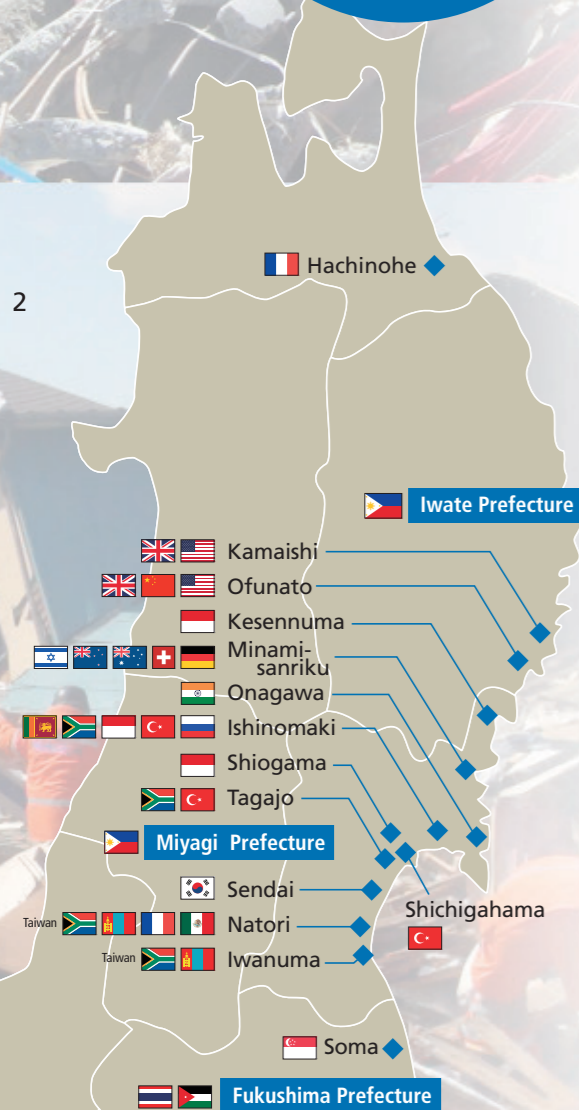 Hachinohe
2
Iwate Prefecture
Kamaishi
Ofunato
Kesennuma
Minami-
sanriku
Onagawa
Ishinomaki
Shiogama
Tagajo
Miyagi Prefecture
Sendai
Shichigahama
Taiwan
Natori
Taiwan
Iwanuma
Soma
Fukushima Prefecture